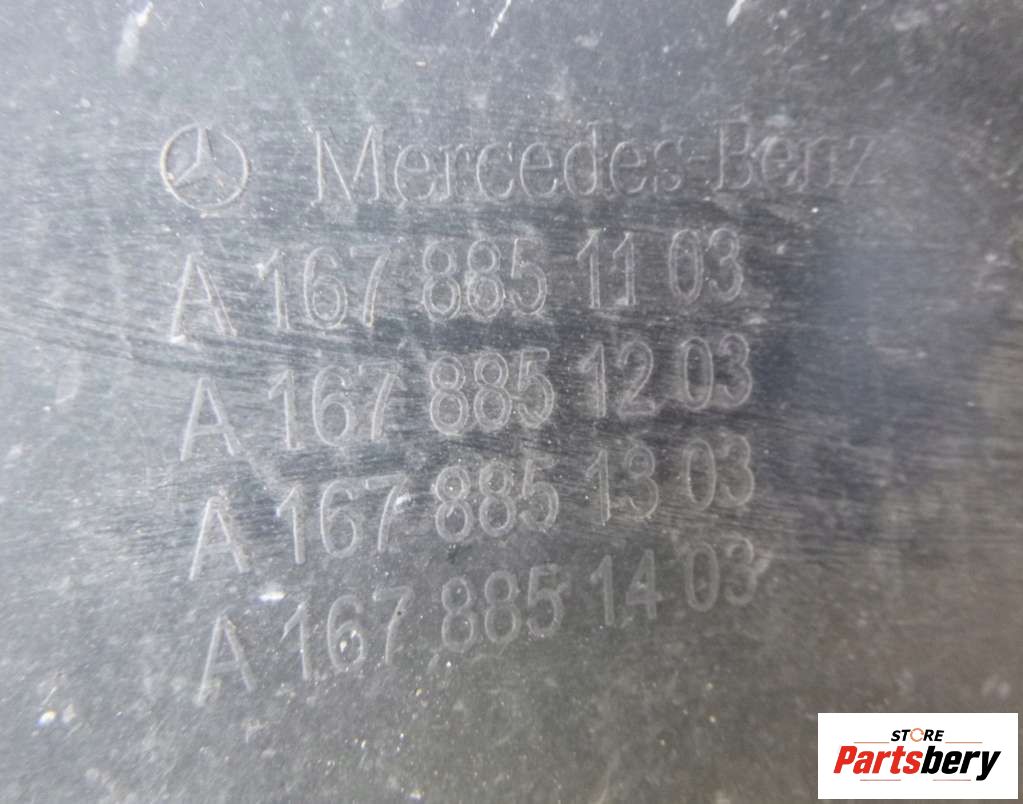 Mercedes-Benz
A 167 885 11 03
A 167 885 12 03
A 167 885 13 03
A 167 885 14 03
STORE
Partsbery